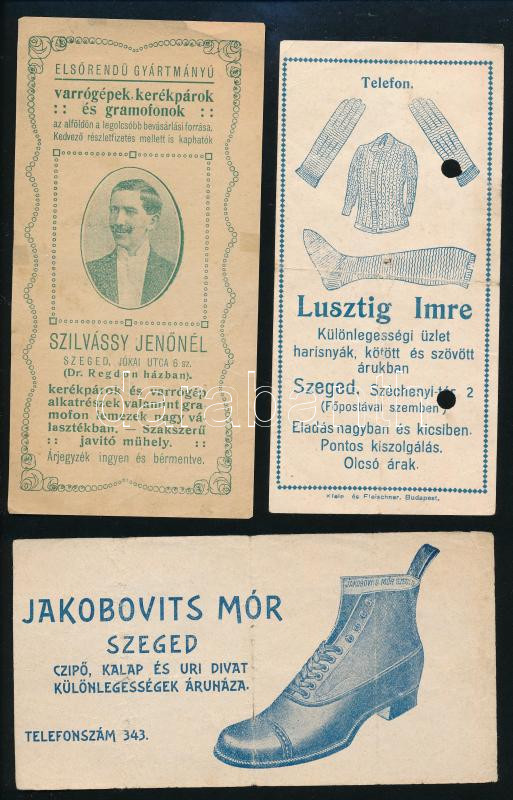 ELSŐRENDŰ GYÁRTMÁNYÚ
varrógépek, kerékpárok
:: és gramofonok ::
az alföldön a legolcsóbb bevásárlási forrása.
Kedvező részletfizetés mellett is kaphatók
SZILVÁSSY JENŐNÉL
SZEGED, JÓKAI UTCA 6 sz.
(Dr. Regdon házban).
kerékpárok és varrógép
alkatrészek valamint gra-
mofon lemezek nagy vá-
lasztékban. — Szakszerű
:: javitó műhely. ::
Árjegyzék ingyen és bérmentve.
Telefon.
Lusztig Imre
Különlegességi üzlet
harisnyák, kötött és szövött
árukban
Szeged, Széchenyi-tér 2
(Főpostával szemben)
Eladás nagyban és kicsiben.
Pontos kiszolgálás.
Olcsó árak.
Klein és Fleischner, Budapest.
JAKOBOVITS MÓR SZEGED
JAKOBOVITS MÓR
SZEGED
CZIPŐ, KALAP ÉS URI DIVAT
KÜLÖNLEGESSÉGEK ÁRUHÁZA.
TELEFONSZÁM 343.
darabanth